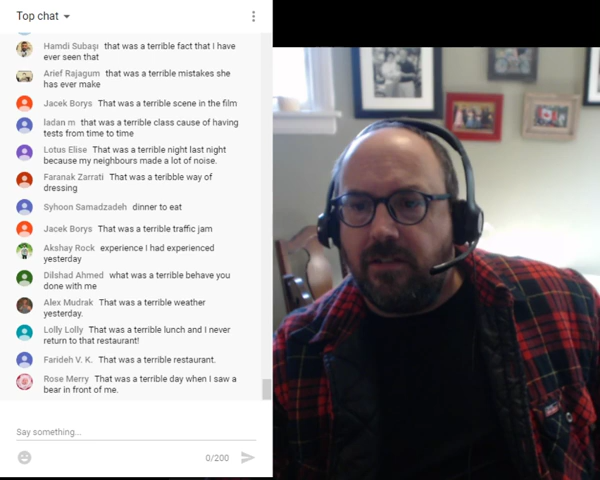 Top chat
Hamdi Subaşı that was a terrible fact that I have
ever seen that
Arief Rajagum that was a terrible mistakes she
has ever make
Jacek Borys That was a terrible scene in the film
ladan m that was a terrible class cause of having
tests from time to time
Lotus Elise That was a terrible night last night
because my neighbours made a lot of noise.
Faranak Zarrati That was a teribble way of
dressing
Syhoon Samadzadeh dinner to eat
Jacek Borys That was a terrible traffic jam
Akshay Rock experience I had experienced
yesterday
Dilshad Ahmed what was a terrible behave you
done with me
Alex Mudrak That was a terrible weather
yesterday.
Lolly Lolly That was a terrible lunch and I never
return to that restaurant!
Farideh V. K. That was a terrible restaurant.
Rose Merry That was a terrible day when I saw a
bear in front of me.
Say something...
0/200